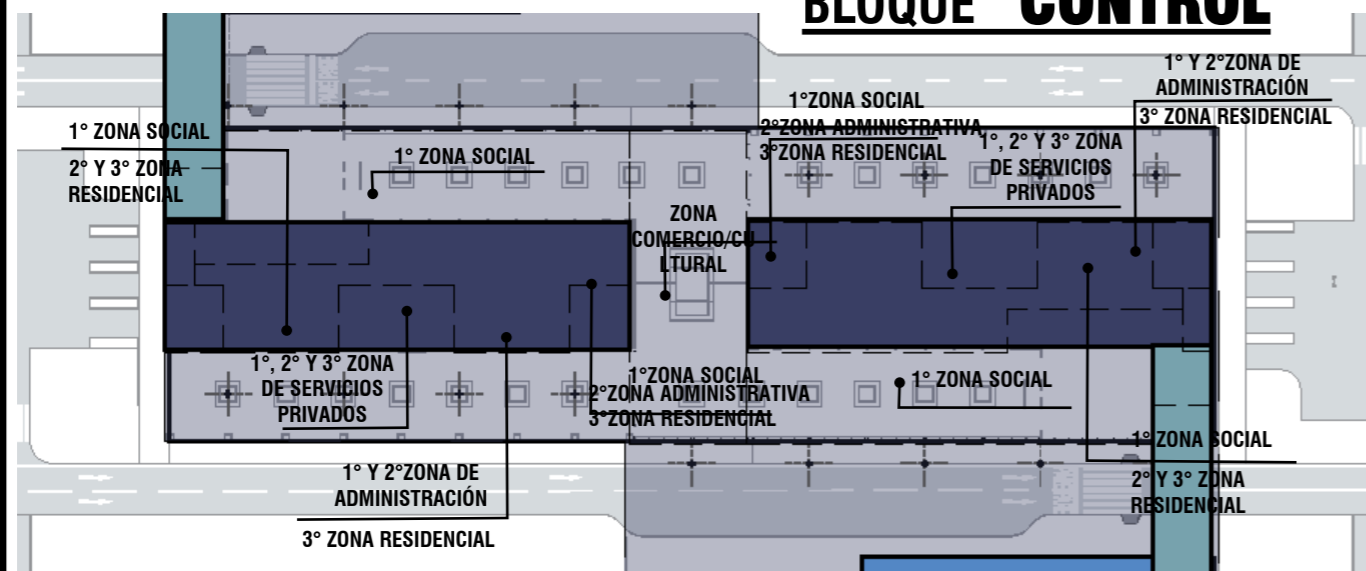 BLOQUE "CONTROL"
1° Y 2°ZONA DE
ADMINISTRACIÓN
3° ZONA RESIDENCIAL
1°ZONA SOCIAL
2°ZONA ADMINISTRATIVA
3°ZONA RESIDENCIAL
1°, 2° Y 3° ZONA
DE SERVICIOS
PRIVADOS
1° ZONA SOCIAL
2° Y 3° ZONA
RESIDENCIAL
1° ZONA SOCIAL
ZONA
COMERCIO/CU
LTURAL
1°, 2° Y 3° ZONA
DE SERVICIOS
PRIVADOS
1°ZONA SOCIAL
2°ZONA ADMINISTRATIVA
3°ZONA RESIDENCIAL
1° ZONA SOCIAL
1° ZONA SOCIAL
2° Y 3° ZONA
RESIDENCIAL
1° Y 2°ZONA DE
ADMINISTRACIÓN
3° ZONA RESIDENCIAL